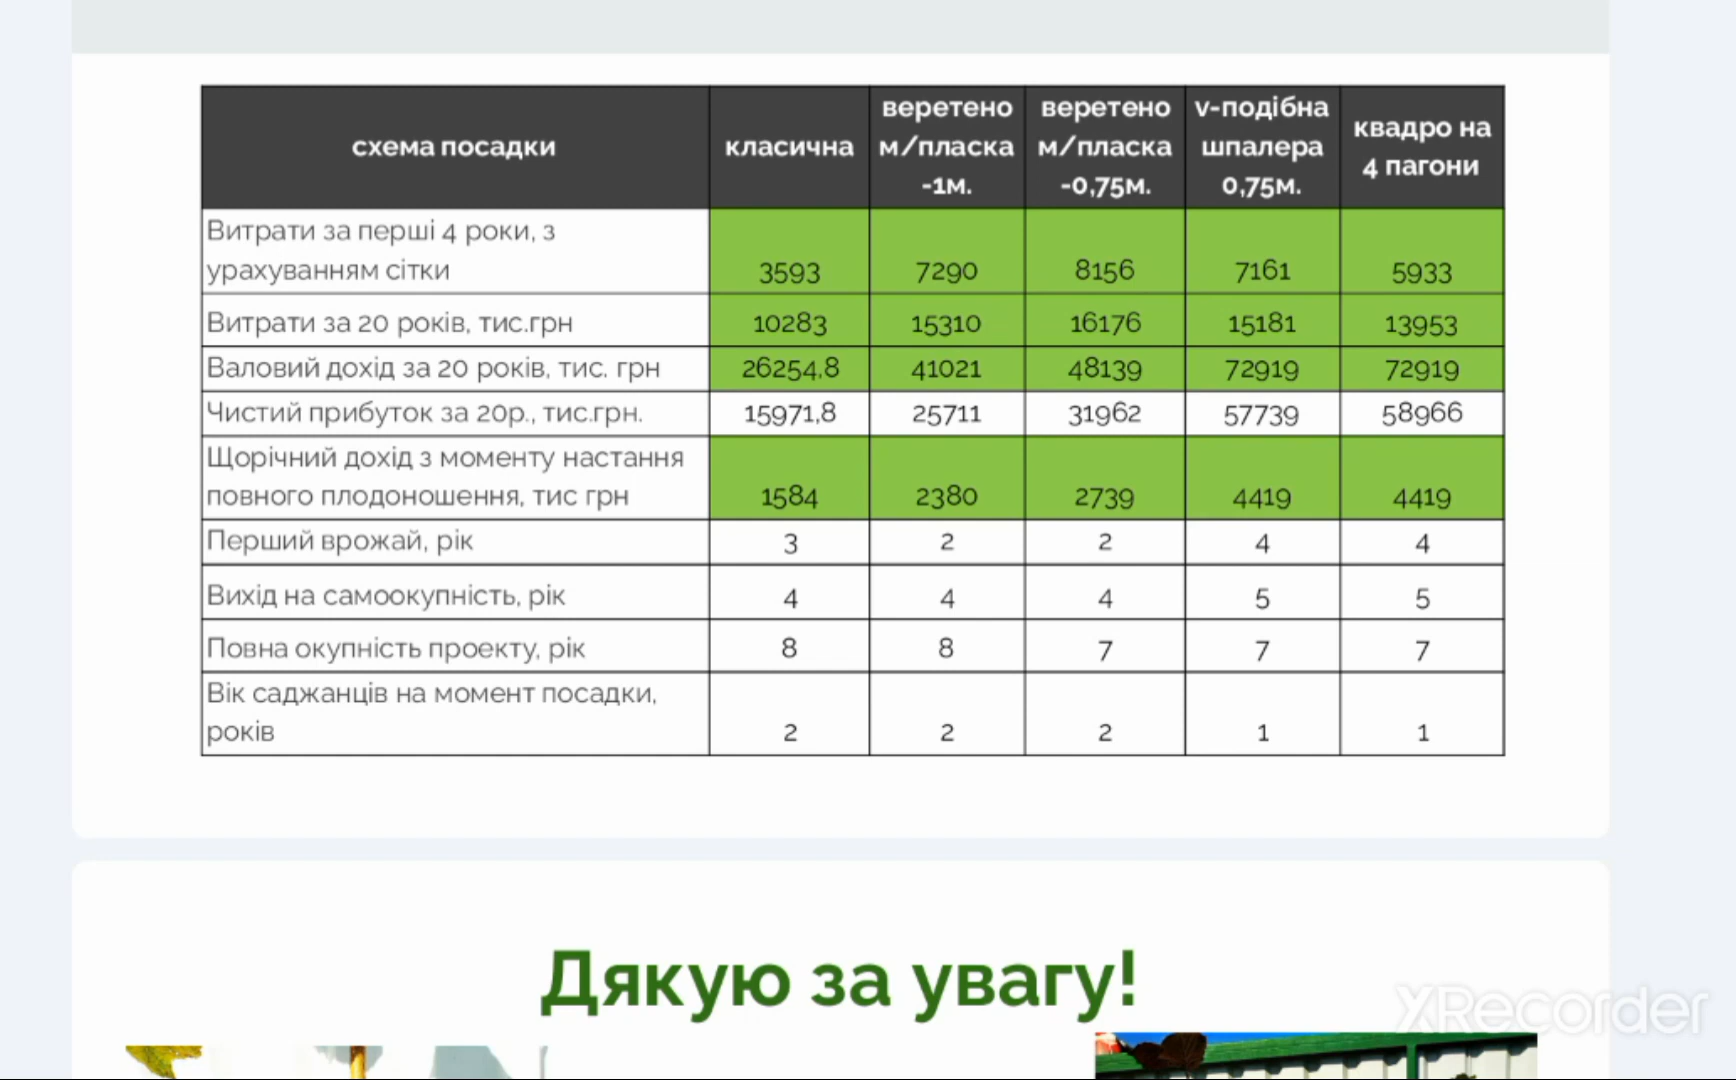 схема посадки класична веретено м/пласка -1м. веретено м/пласка -0,75м. v-подібна шпалера 0,75м. квадро на 4 пагони
Витрати за перші 4 роки, з урахуванням сітки 3593 7290 8156 7161 5933
Витрати за 20 років, тис.грн 10283 15310 16176 15181 13953
Валовий дохід за 20 років, тис. грн 26254,8 41021 48139 72919 72919
Чистий прибуток за 20р., тис.грн. 15971,8 25711 31962 57739 58966
Щорічний дохід з моменту настання повного плодоношення, тис грн 1584 2380 2739 4419 4419
Перший врожай, рік 3 2 2 4 4
Вихід на самоокупність, рік 4 4 4 5 5
Повна окупність проекту, рік 8 8 7 7 7
Вік саджанців на момент посадки, років 2 2 2 1 1
Дякую за увагу!
XRecorder